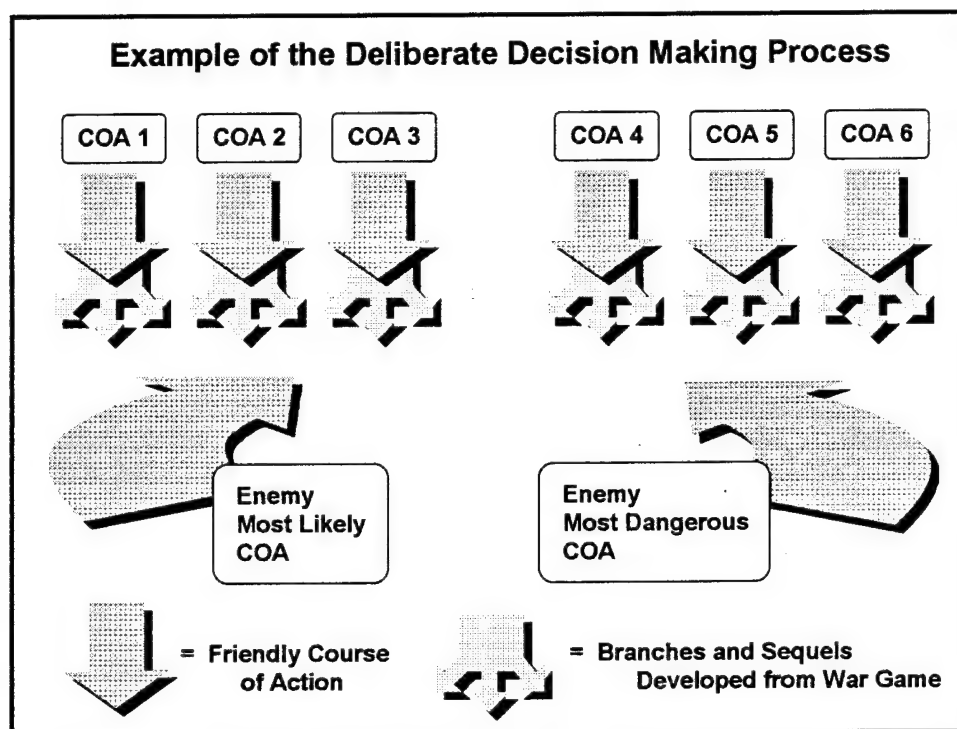 Example of the Deliberate Decision Making Process
COA 1
COA 2
COA 3
COA 4
COA 5
COA 6
Enemy
Most Likely
COA
Enemy
Most Dangerous
COA
= Friendly Course
of Action
= Branches and Sequels
Developed from War Game